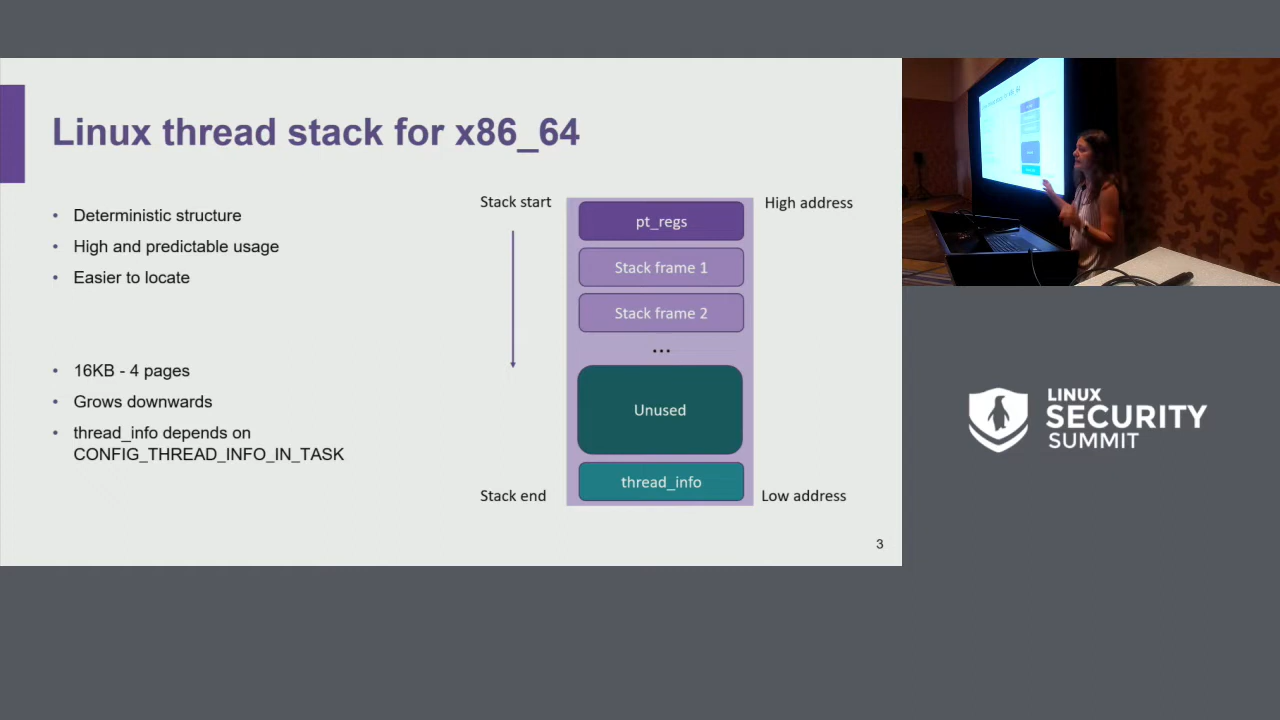 Linux thread stack for x86_64
• Deterministic structure
• High and predictable usage
• Easier to locate
• 16KB - 4 pages
• Grows downwards
• thread_info depends on
CONFIG_THREAD_INFO_IN_TASK
Stack start
High address
pt_regs
Stack frame 1
Stack frame 2
...
Unused
thread_info
Stack end
Low address
3
LINUX
SECURITY
SUMMIT